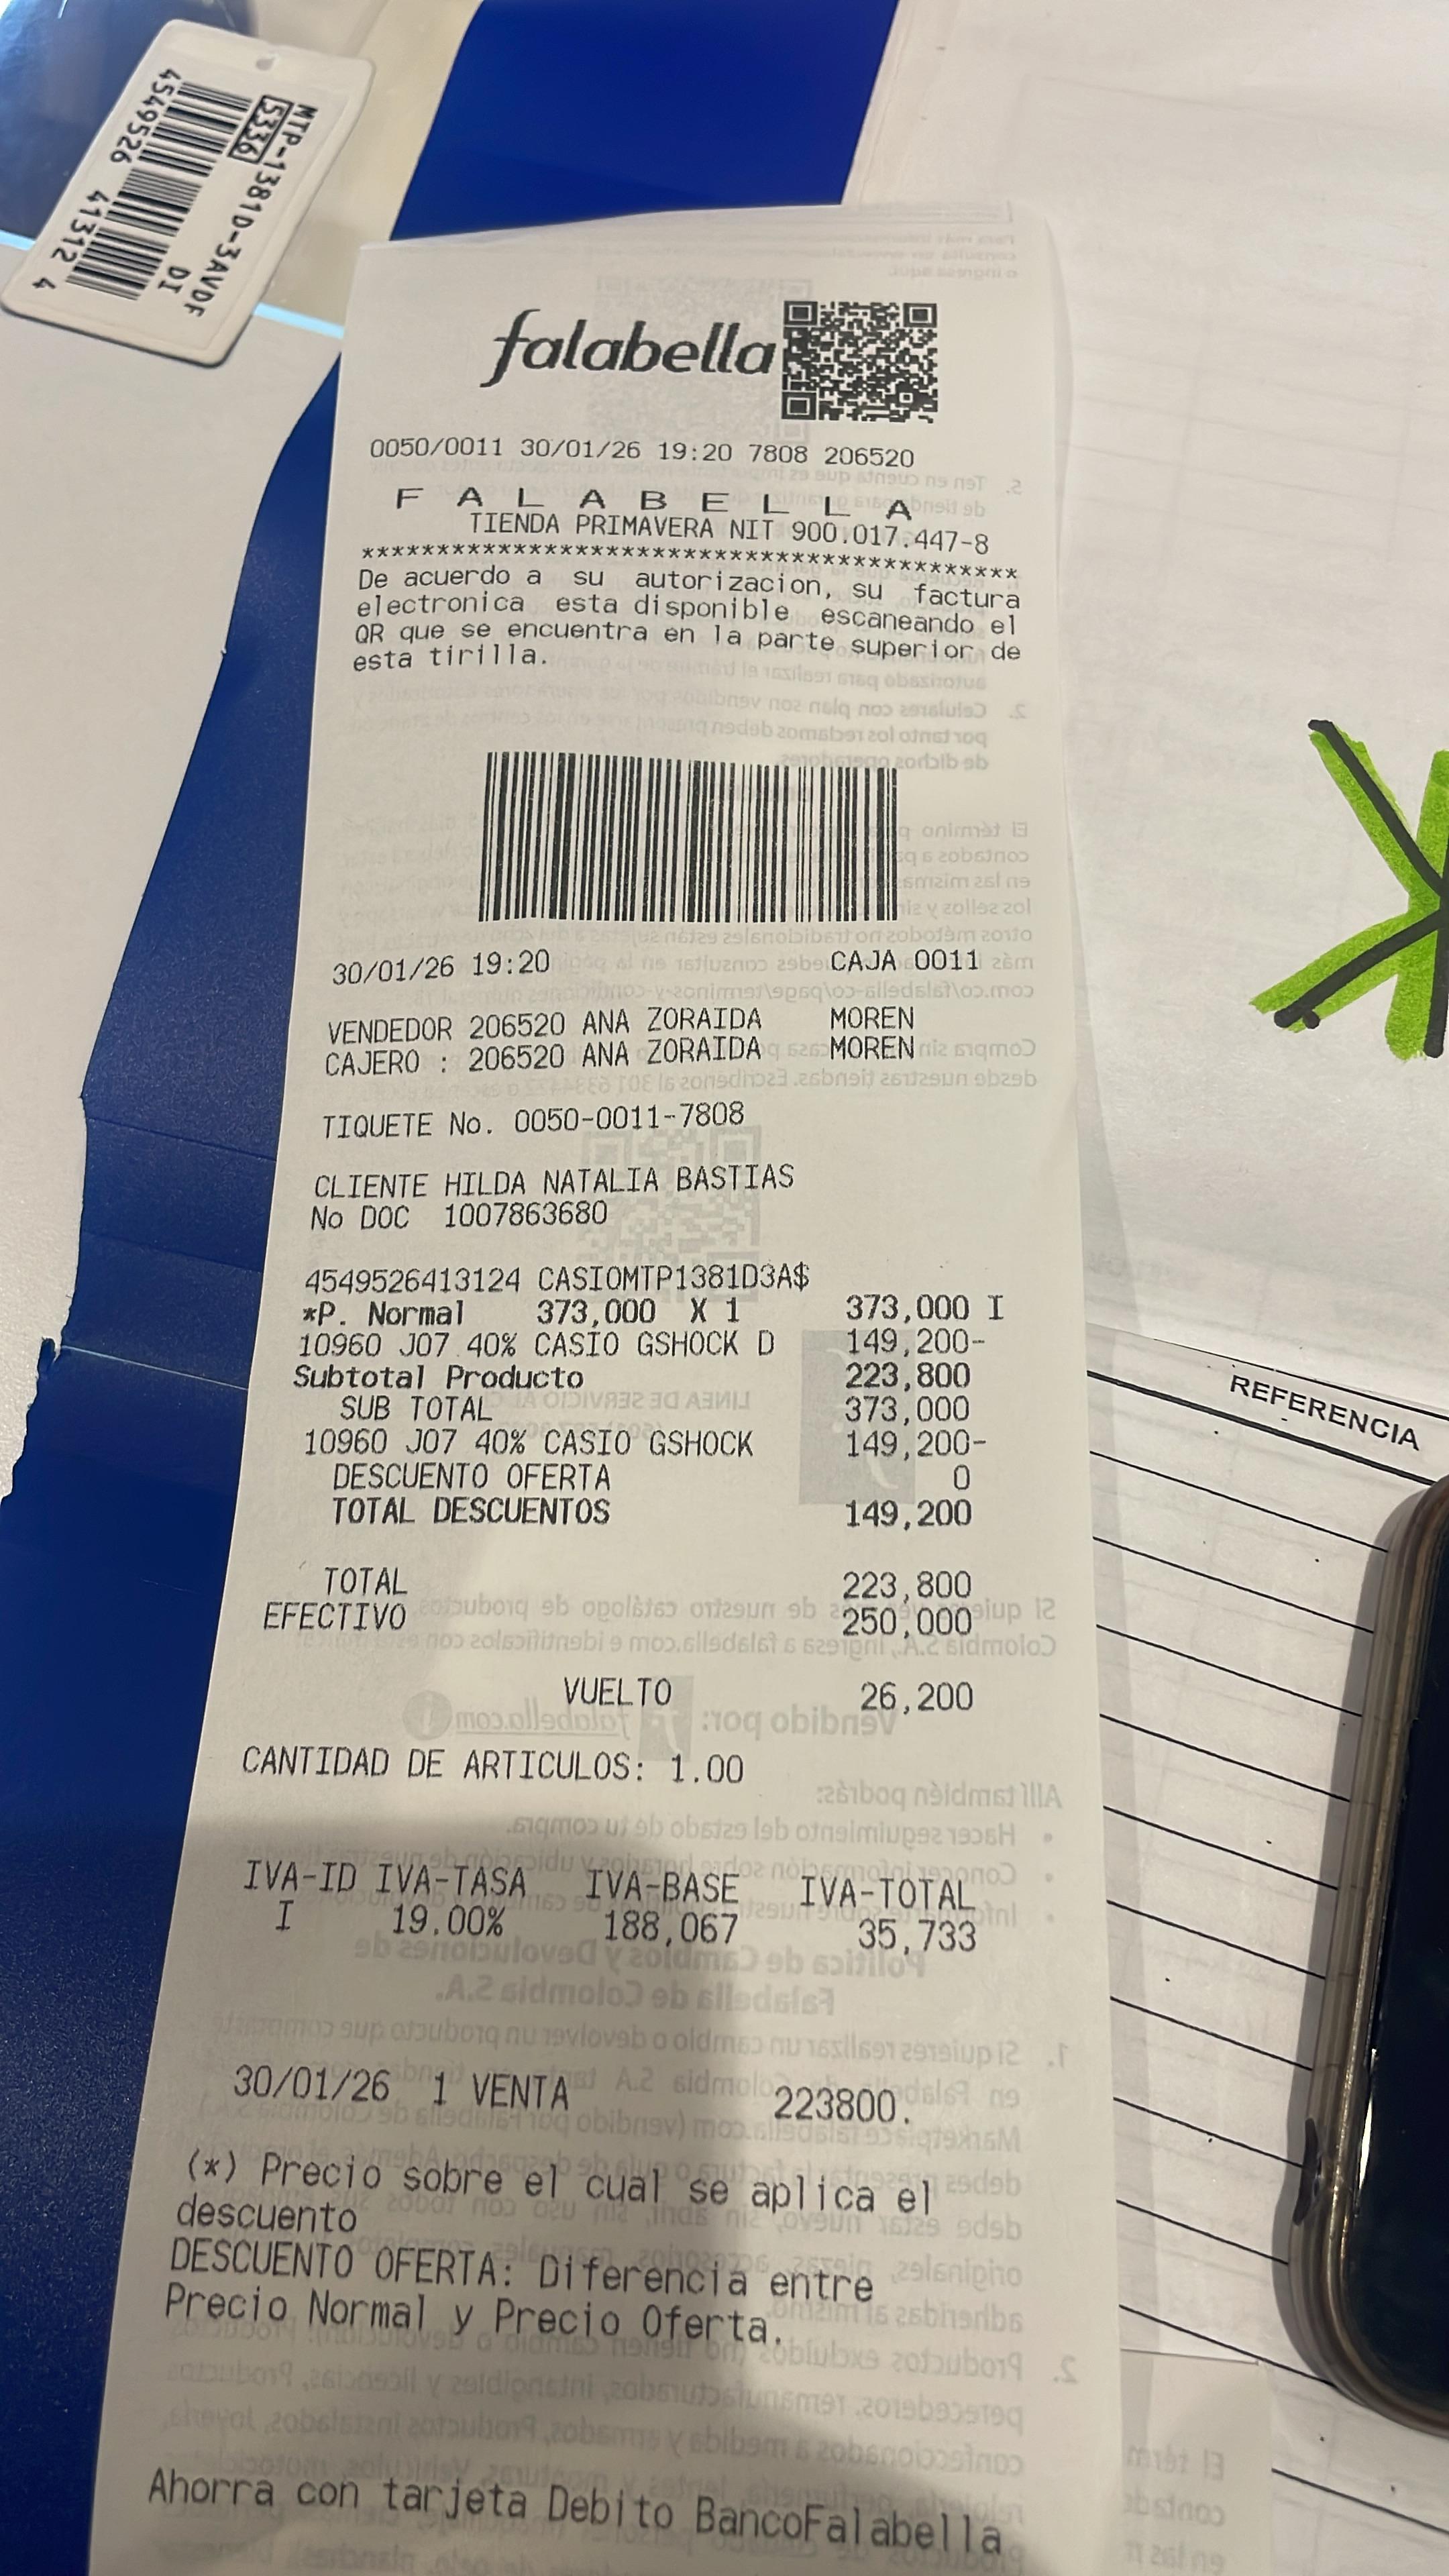 MTP-1381D-3AVDF
5336
DI
4549526 41312 4
falabella
0050/0011 30/01/26 19:20 7808 206520
F A L A B E L L A
TIENDA PRIMAVERA NIT 900.017.447-8
********************************************
De acuerdo a su autorizacion, su factura
electronica esta disponible escaneando el
QR que se encuentra en la parte superior de
esta tirilla.
30/01/26 19:20 CAJA 0011
VENDEDOR 206520 ANA ZORAIDA MOREN
CAJERO : 206520 ANA ZORAIDA MOREN
TIQUETE No. 0050-0011-7808
CLIENTE HILDA NATALIA BASTIAS
No DOC 1007863680
4549526413124 CASIOMTP1381D3A$
*P. Normal 373,000 X 1 373,000 I
10960 J07 40% CASIO GSHOCK D 149,200-
Subtotal Producto 223,800
SUB TOTAL 373,000
10960 J07 40% CASIO GSHOCK 149,200-
DESCUENTO OFERTA 0
TOTAL DESCUENTOS 149,200
TOTAL 223,800
EFECTIVO 250,000
VUELTO 26,200
CANTIDAD DE ARTICULOS: 1.00
IVA-ID IVA-TASA IVA-BASE IVA-TOTAL
I 19.00% 188,067 35,733
30/01/26 1 VENTA 223800.
(*) Precio sobre el cual se aplica el
descuento
DESCUENTO OFERTA: Diferencia entre
Precio Normal y Precio Oferta.
Ahorra con tarjeta Debito BancoFalabella
REFERENCIA